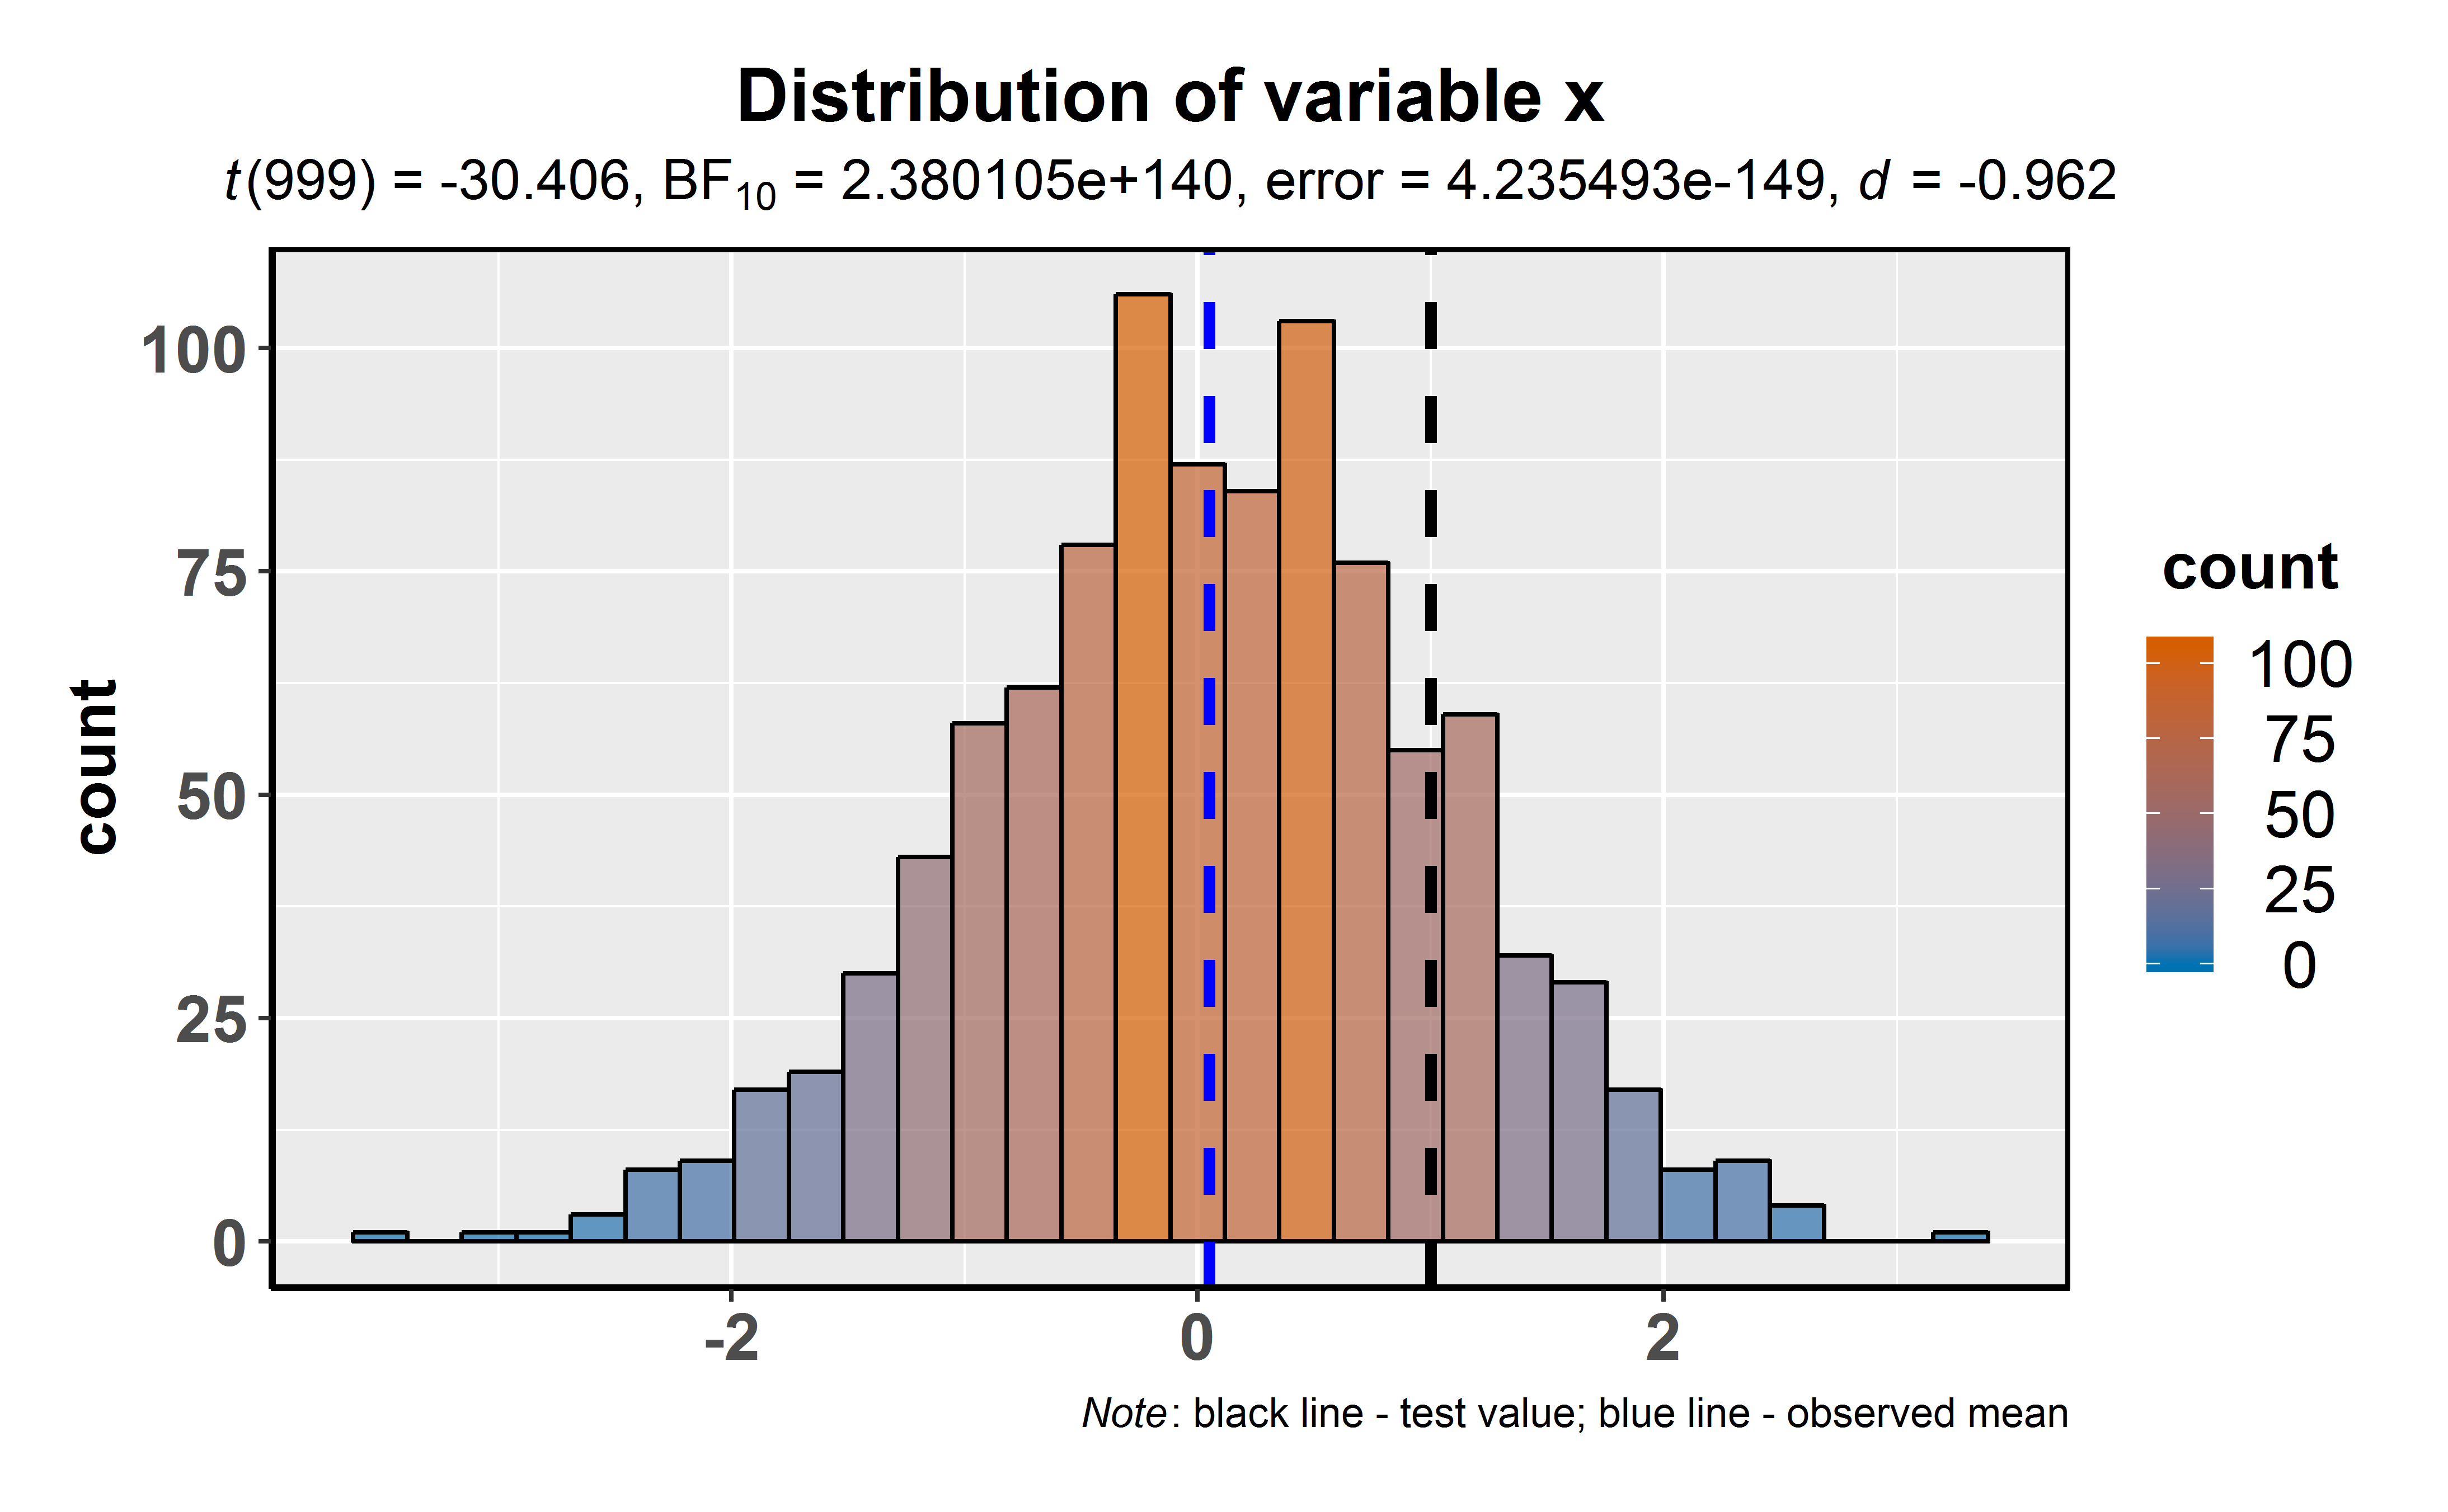 Distribution of variable x
t(999) = -30.406, BF₁₀ = 2.380105e+140, error = 4.235493e-149, d = -0.962
count
100
75
50
25
0
-2
0
2
count
100
75
50
25
0
Note: black line - test value; blue line - observed mean